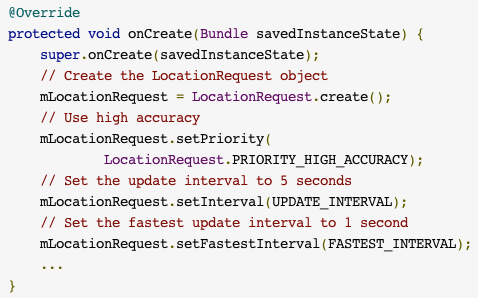 @Override
protected void onCreate(Bundle savedInstanceState) {
    super.onCreate(savedInstanceState);
    // Create the LocationRequest object
    mLocationRequest = LocationRequest.create();
    // Use high accuracy
    mLocationRequest.setPriority(
            LocationRequest.PRIORITY_HIGH_ACCURACY);
    // Set the update interval to 5 seconds
    mLocationRequest.setInterval(UPDATE_INTERVAL);
    // Set the fastest update interval to 1 second
    mLocationRequest.setFastestInterval(FASTEST_INTERVAL);
    ...
}